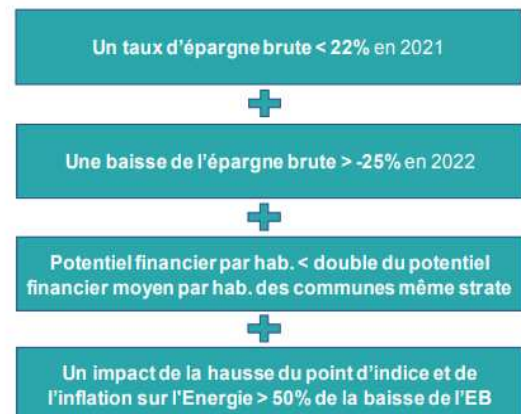 Un taux d'épargne brute < 22% en 2021
Une baisse de l'épargne brute > -25% en 2022
Potentiel financier par hab. < double du potentiel
financier moyen par hab. des communes même strate
Un impact de la hausse du point d'indice et de
l'inflation sur l'Energie > 50% de la baisse de l'EB